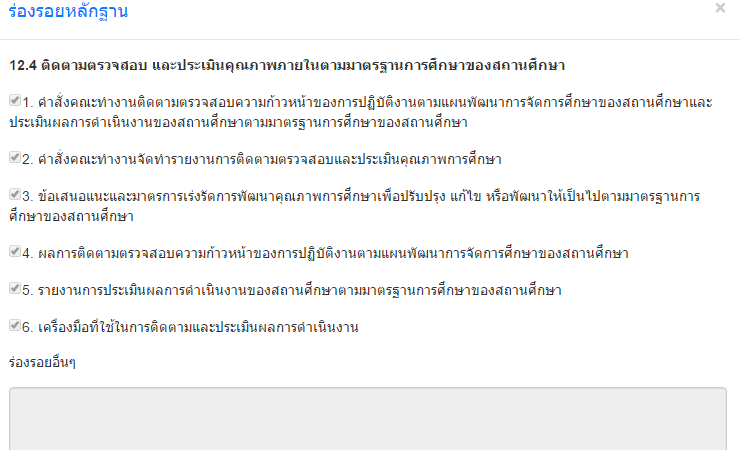 ร่องรอยหลักฐาน
×
12.4 ติดตามตรวจสอบ และประเมินคุณภาพภายในตามมาตรฐานการศึกษาของสถานศึกษา
1. คำสั่งคณะทำงานติดตามตรวจสอบความก้าวหน้าของการปฏิบัติงานตามแผนพัฒนาการจัดการศึกษาของสถานศึกษาและ
ประเมินผลการดำเนินงานของสถานศึกษาตามมาตรฐานการศึกษาของสถานศึกษา
2. คำสั่งคณะทำงานจัดทำรายงานการติดตามตรวจสอบและประเมินคุณภาพการศึกษา
3. ข้อเสนอแนะและมาตรการเร่งรัดการพัฒนาคุณภาพการศึกษาเพื่อปรับปรุง แก้ไข หรือพัฒนาให้เป็นไปตามมาตรฐานการ
ศึกษาของสถานศึกษา
4. ผลการติดตามตรวจสอบความก้าวหน้าของการปฏิบัติงานตามแผนพัฒนาการจัดการศึกษาของสถานศึกษา
5. รายงานการประเมินผลการดำเนินงานของสถานศึกษาตามมาตรฐานการศึกษาของสถานศึกษา
6. เครื่องมือที่ใช้ในการติดตามและประเมินผลการดำเนินงาน
ร่องรอยอื่นๆ